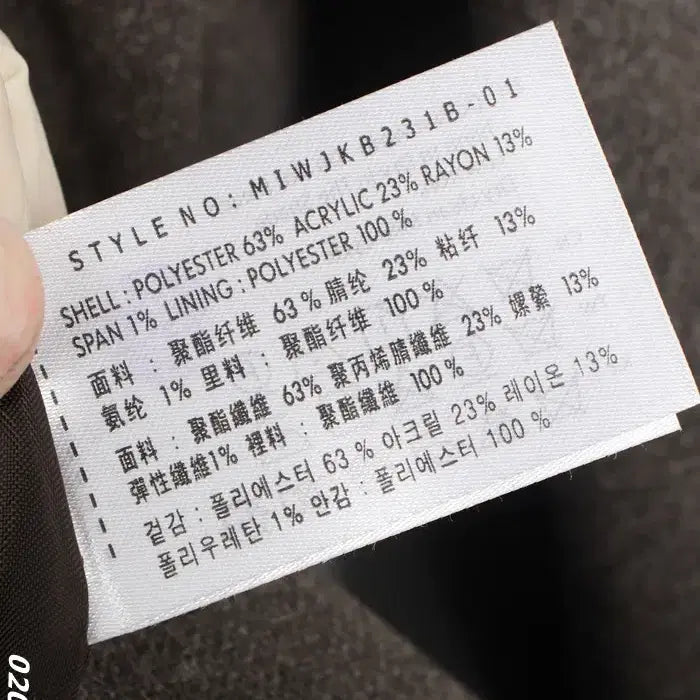 STYLE NO: MIWJKB231B-01
SHELL : POLYESTER 63% ACRYLIC 23% RAYON 13%
SPAN 1% LINING : POLYESTER 100 %
面料 : 聚酯纤维 63 % 腈纶 23% 粘纤 13%
氨纶 1% 里料 : 聚酯纤维 100 %
面料 : 聚酯纖維 63% 聚丙烯腈纖維 23% 嫘縈 13%
彈性纖維1% 裡料 : 聚酯纖維 100 %
겉감 : 폴리에스터 63 % 아크릴 23% 레이온 13%
폴리우레탄 1% 안감 : 폴리에스터 100 %